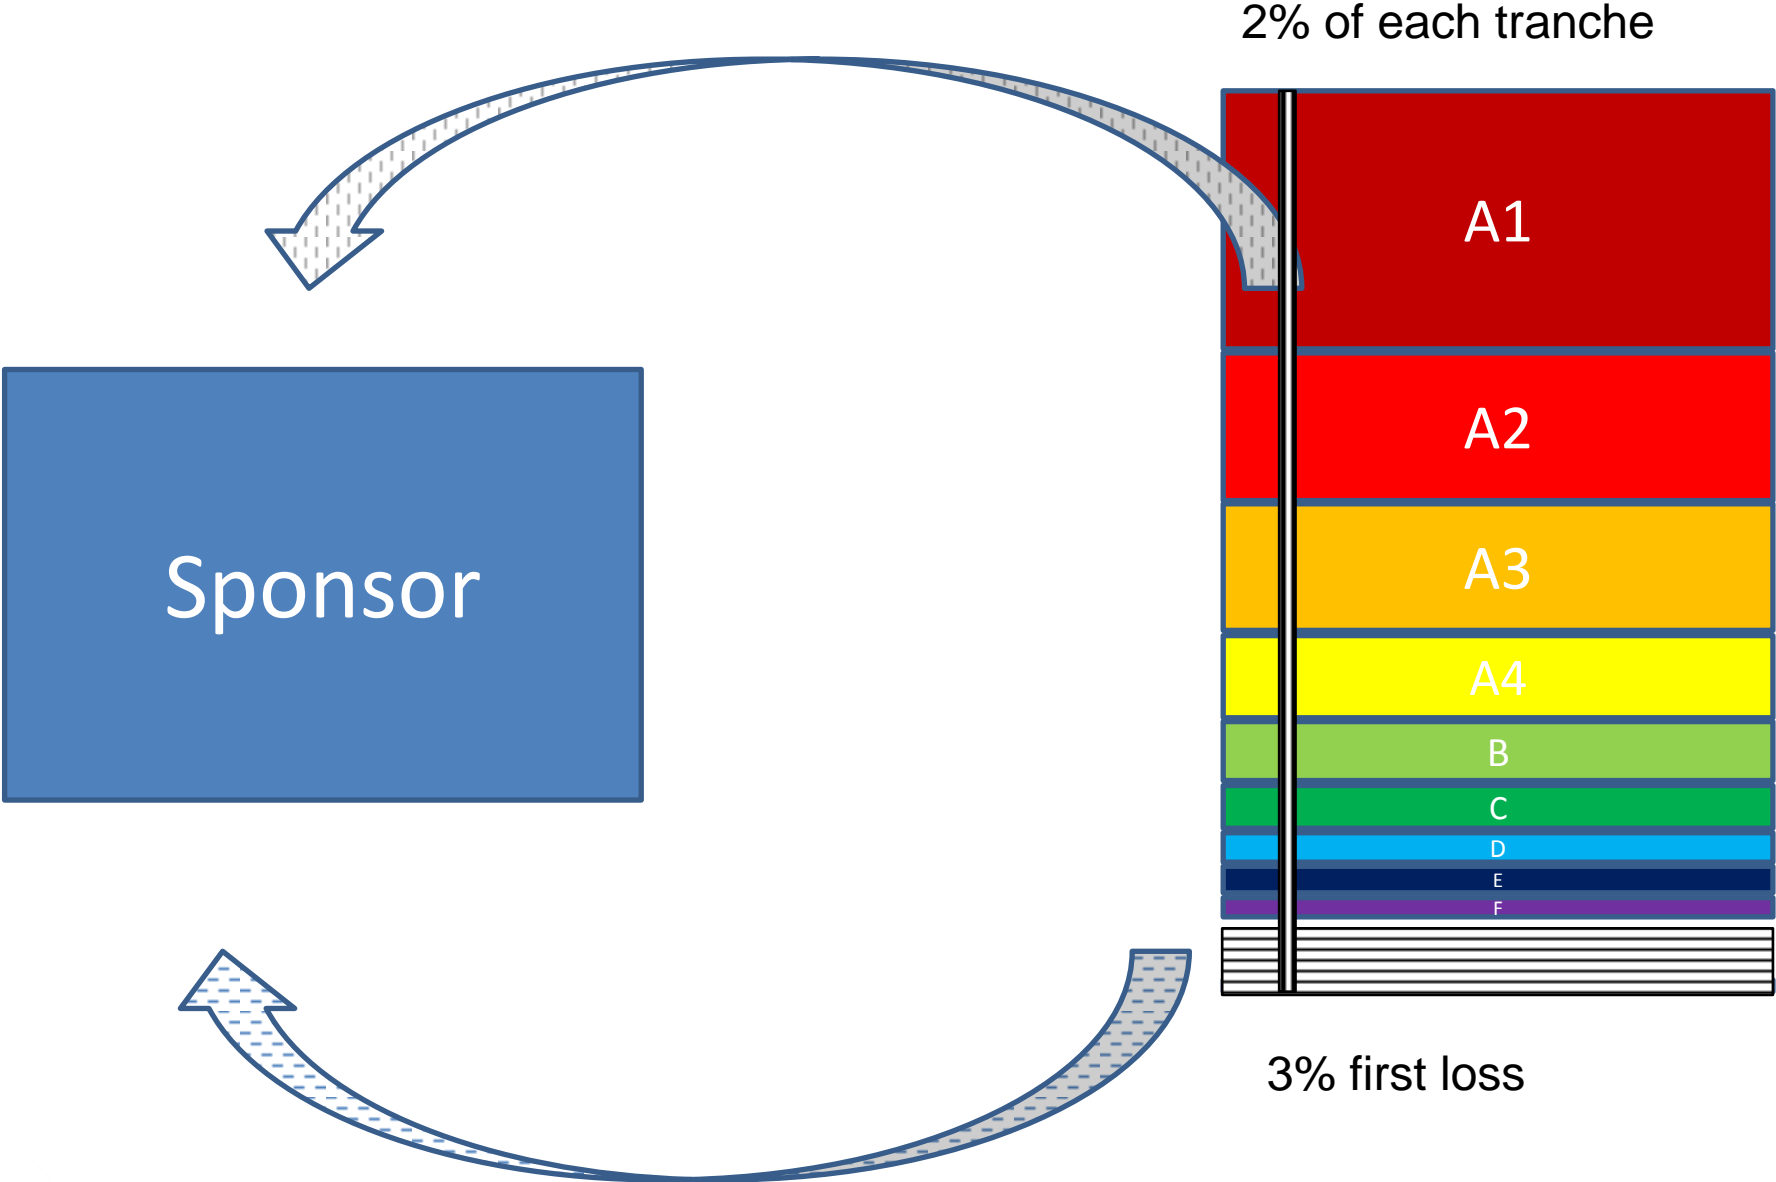 2% of each tranche
A1
A2
Sponsor
A3
A4
B
C
D
E
F
3% first loss